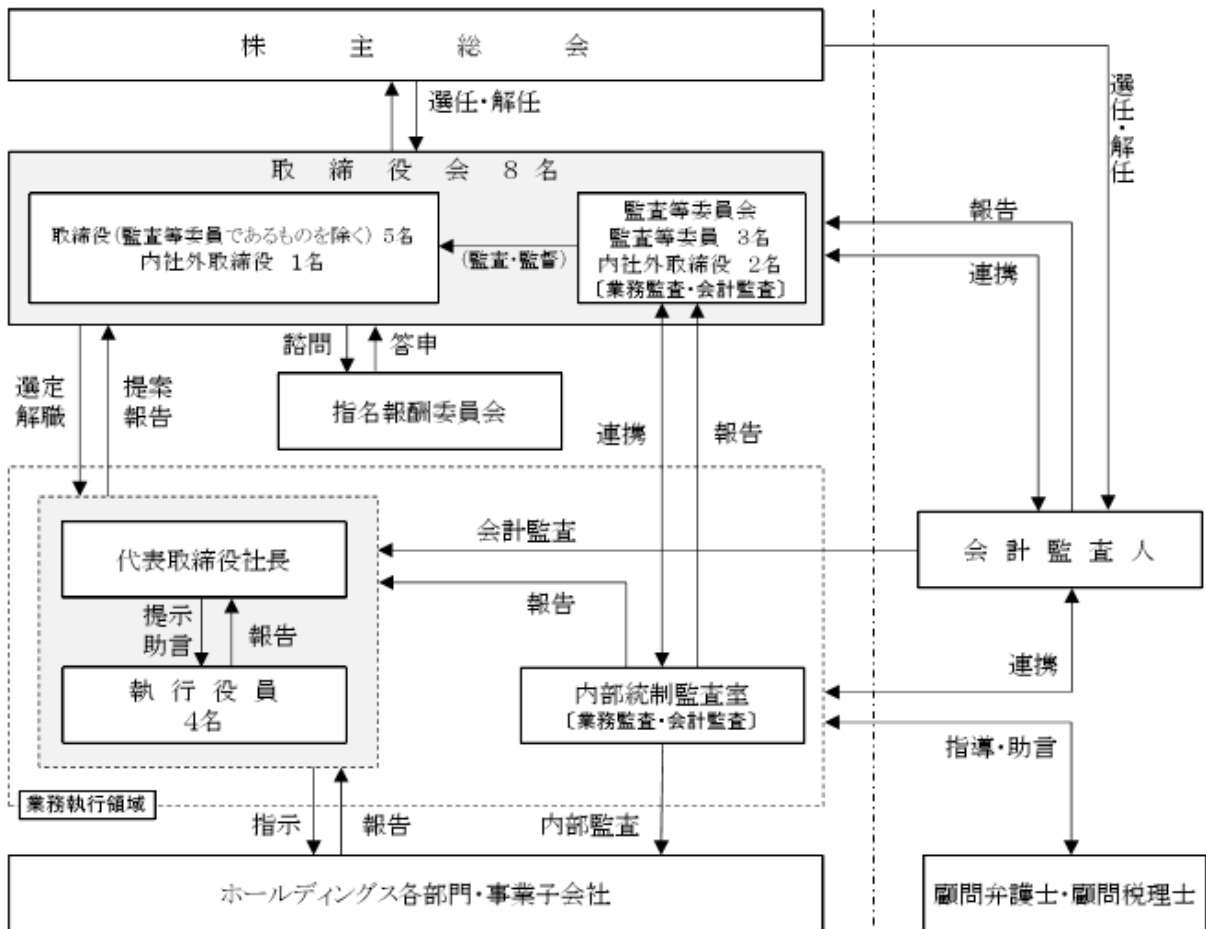 株主総会
選任・解任
選任・解任
取締役会 8名
取締役(監査等委員であるものを除く) 5名
内社外取締役 1名
(監査・監督)
監査等委員会
監査等委員 3名
内社外取締役 2名
〔業務監査・会計監査〕
報告
連携
選定
解職
提案
報告
諮問
答申
指名報酬委員会
連携
報告
代表取締役社長
提示
助言
報告
執行役員
4名
会計監査
報告
内部統制監査室
〔業務監査・会計監査〕
会計監査人
連携
指導・助言
業務執行領域
指示
報告
内部監査
ホールディングス各部門・事業子会社
顧問弁護士・顧問税理士